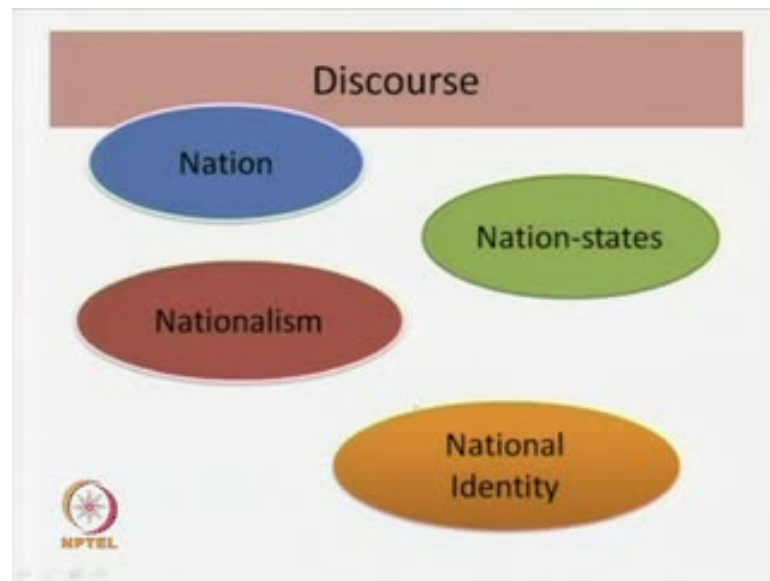 Discourse
Nation
Nation-states
Nationalism
National
Identity
NPTEL